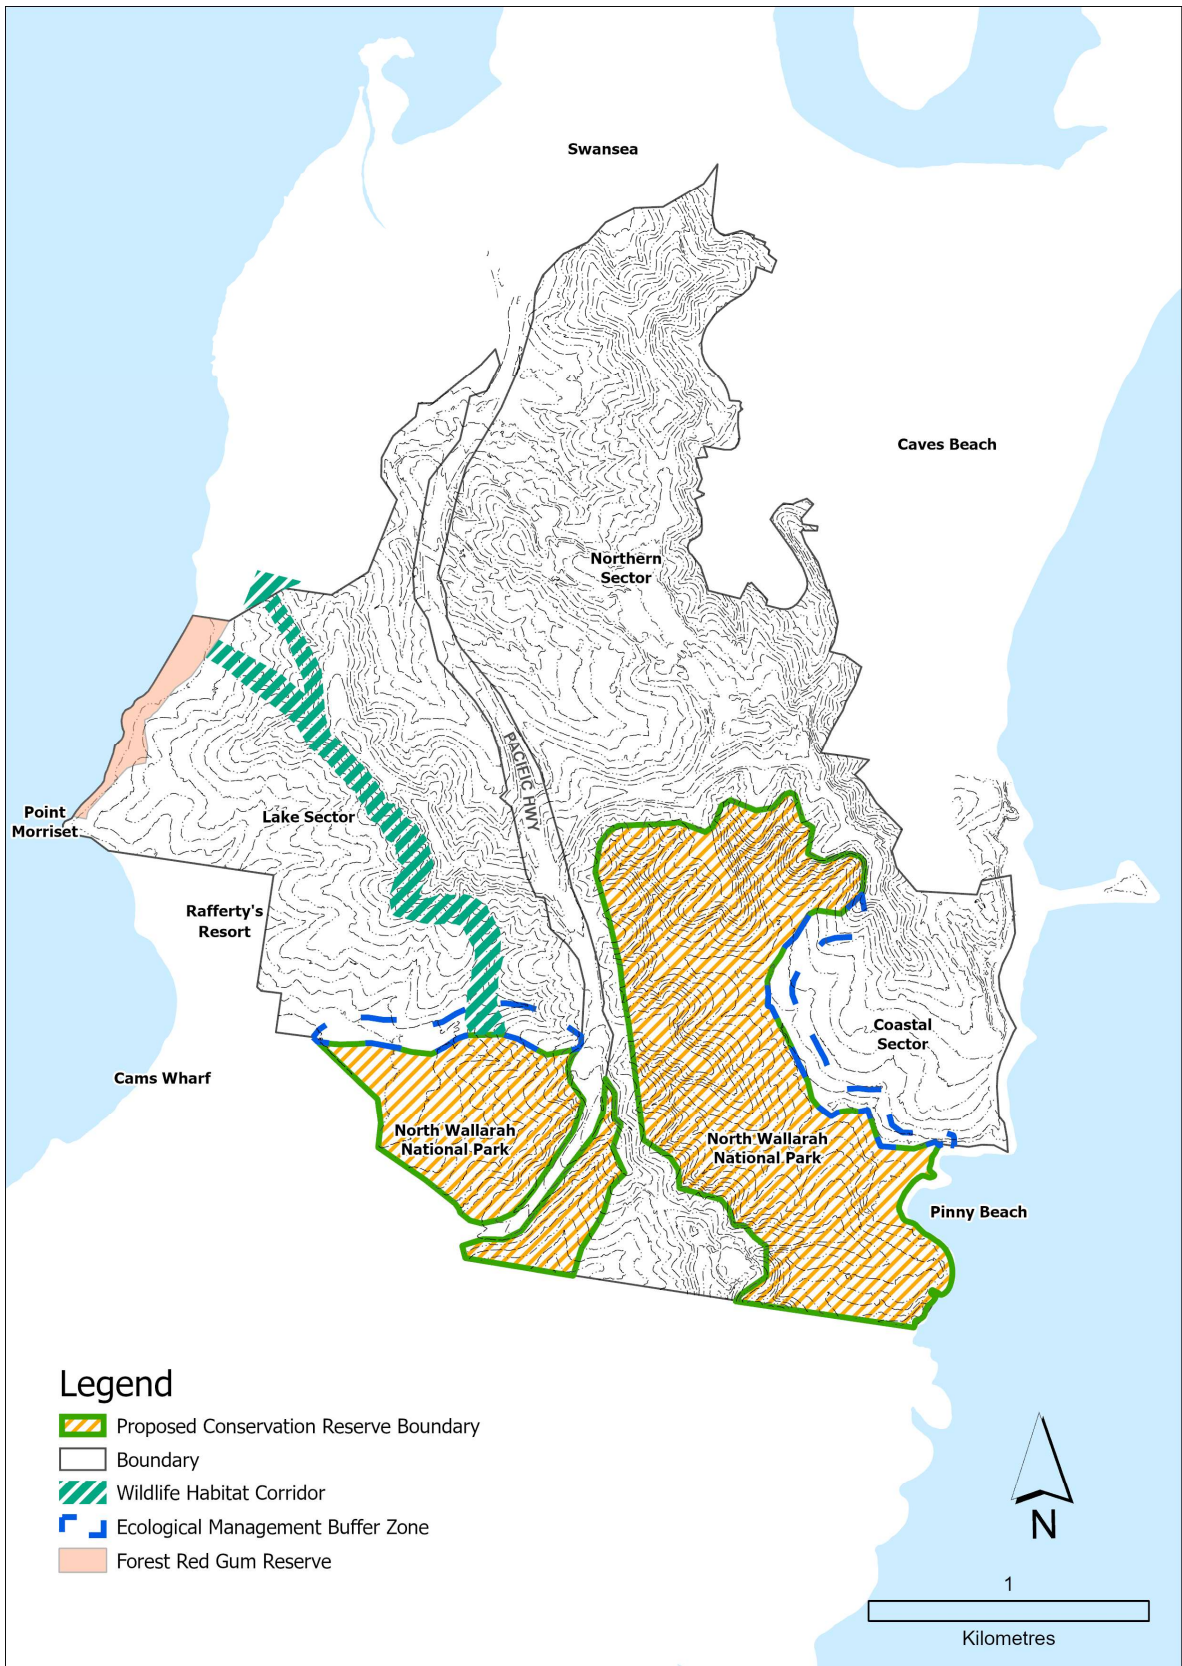 Swansea
Caves Beach
Northern
Sector
PACIFIC HWY
Point
Morriset
Lake Sector
Rafferty's
Resort
Coastal
Sector
Cams Wharf
North Wallarah
National Park
North Wallarah
National Park
Pinny Beach
Legend
Proposed Conservation Reserve Boundary
Boundary
Wildlife Habitat Corridor
Ecological Management Buffer Zone
Forest Red Gum Reserve
N
1
Kilometres